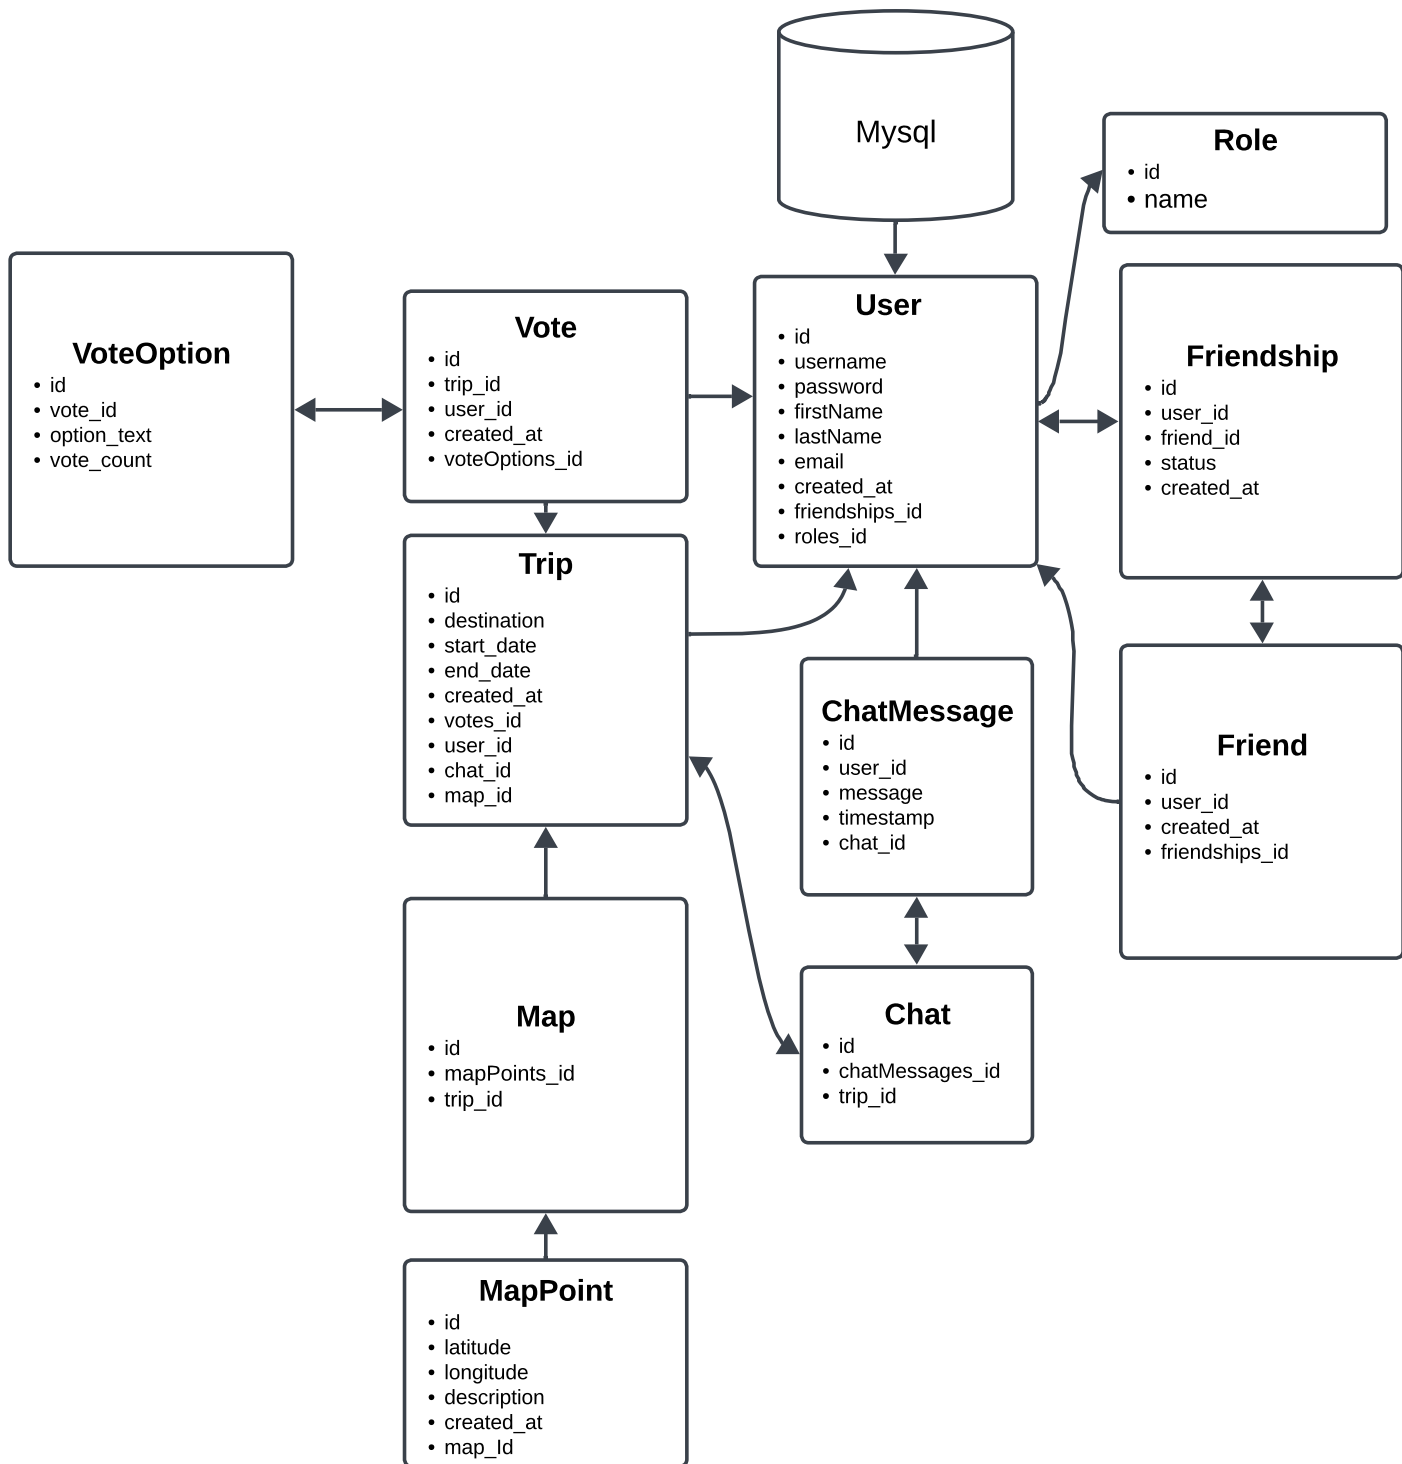 Mysql
Role
• id
• name
VoteOption
• id
• vote_id
• option_text
• vote_count
Vote
• id
• trip_id
• user_id
• created_at
• voteOptions_id
User
• id
• username
• password
• firstName
• lastName
• email
• created_at
• friendships_id
• roles_id
Friendship
• id
• user_id
• friend_id
• status
• created_at
Trip
• id
• destination
• start_date
• end_date
• created_at
• votes_id
• user_id
• chat_id
• map_id
ChatMessage
• id
• user_id
• message
• timestamp
• chat_id
Friend
• id
• user_id
• created_at
• friendships_id
Map
• id
• mapPoints_id
• trip_id
Chat
• id
• chatMessages_id
• trip_id
MapPoint
• id
• latitude
• longitude
• description
• created_at
• map_Id